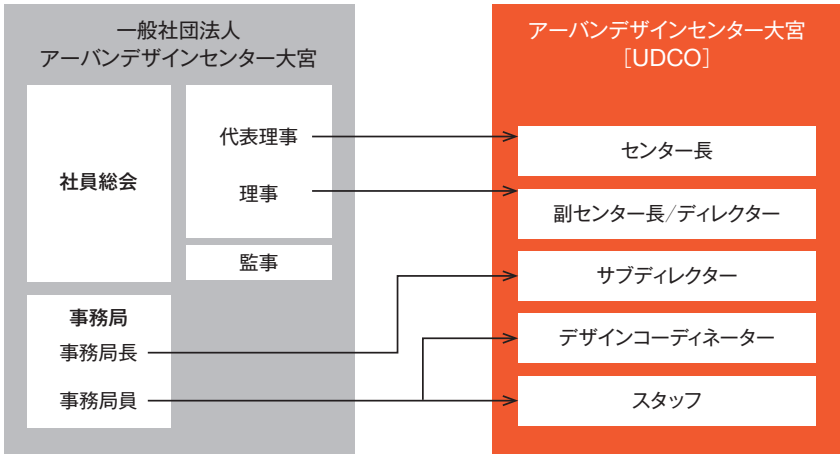 一般社団法人
アーバンデザインセンター大宮
社員総会
代表理事
理事
監事
事務局
事務局長
事務局員
アーバンデザインセンター大宮
［UDCO］
センター長
副センター長/ディレクター
サブディレクター
デザインコーディネーター
スタッフ